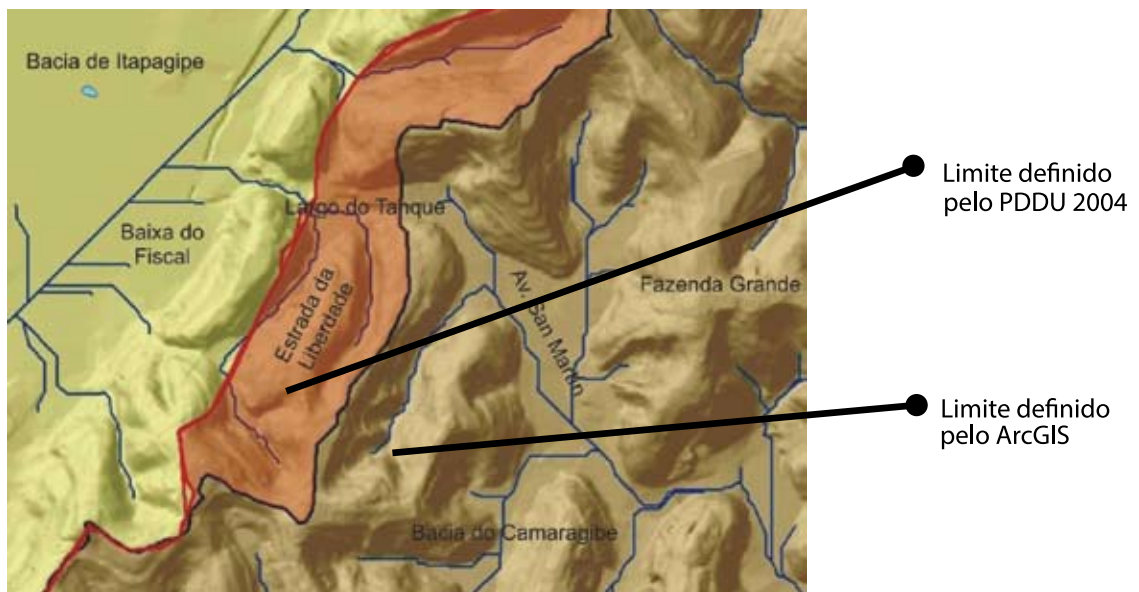 Bacia de Itapagipe
Largo do Tanque
Baixa do
Fiscal
Estrada da
Liberdade
Av. San Martin
Fazenda Grande
Bacia do Camaragibe
Limite definido
pelo PDDU 2004
Limite definido
pelo ArcGIS